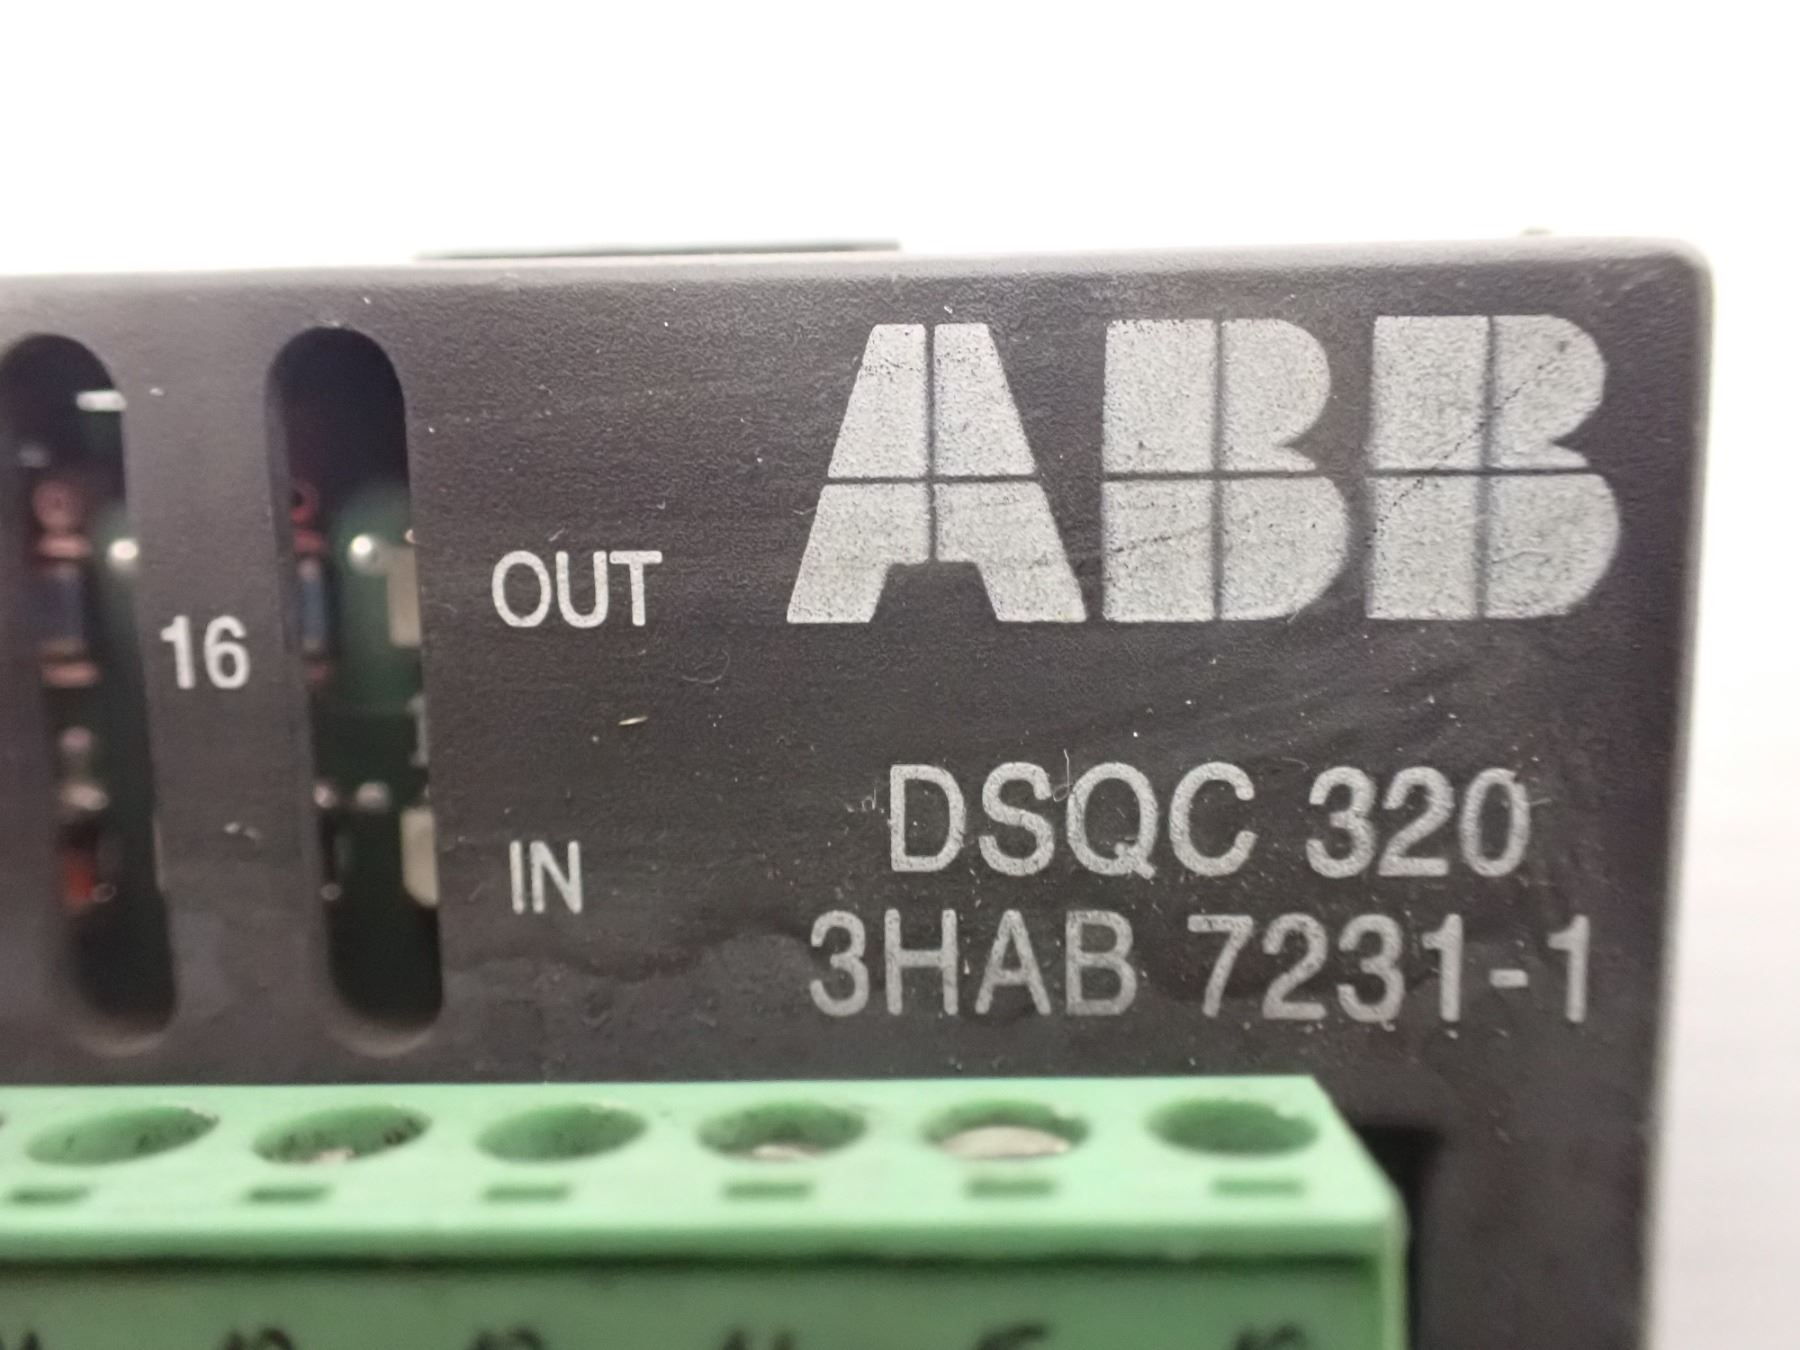 ABB
OUT
16
DSQC 320
IN
3HAB 7231-1